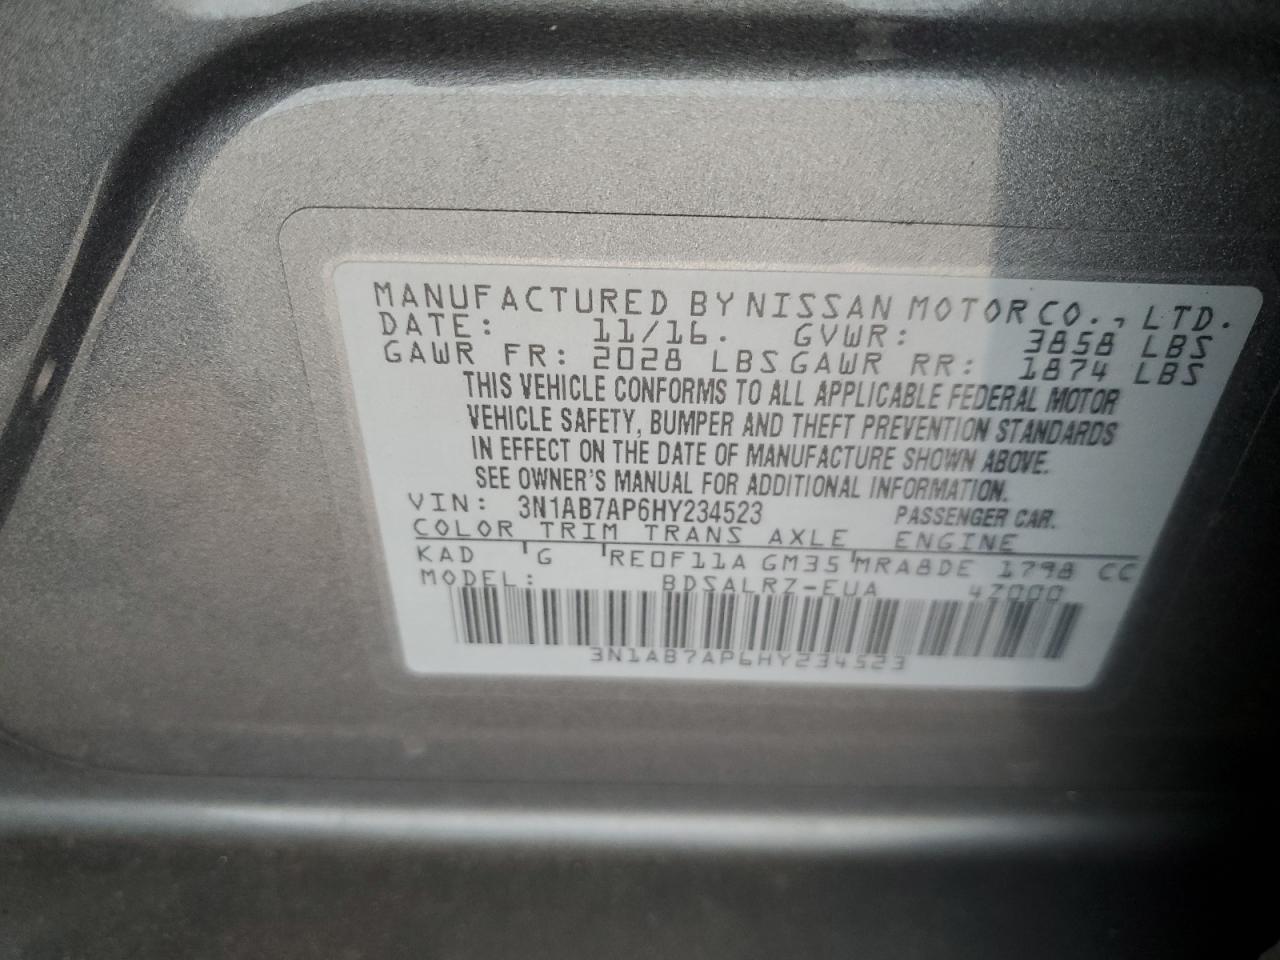 MANUFACTURED BY NISSAN MOTOR CO., LTD.
DATE: 11/16. GVWR: 3858 LBS
GAWR FR: 2028 LBS GAWR RR: 1874 LBS
THIS VEHICLE CONFORMS TO ALL APPLICABLE FEDERAL MOTOR
VEHICLE SAFETY, BUMPER AND THEFT PREVENTION STANDARDS
IN EFFECT ON THE DATE OF MANUFACTURE SHOWN ABOVE.
SEE OWNER'S MANUAL FOR ADDITIONAL INFORMATION.
VIN: 3N1AB7AP6HY234523 PASSENGER CAR.
COLOR TRIM TRANS AXLE ENGINE
KAD G RE0F11A GM35 MRA8DE 1798 CC
MODEL: BDSALRZ-EUA 47000
3N1AB7AP6HY234523